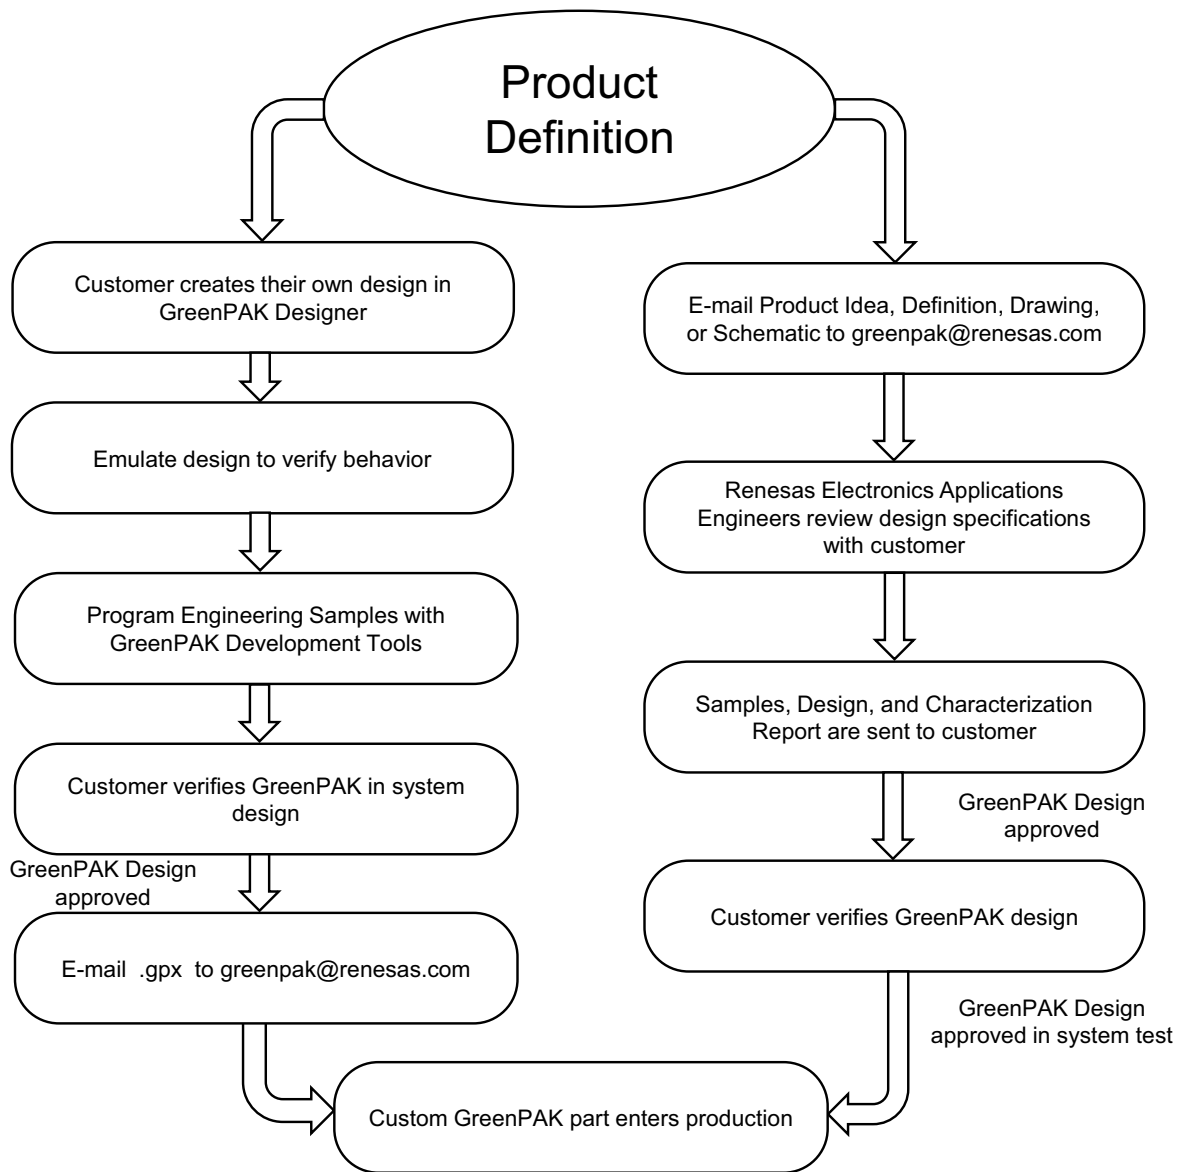 Product
Definition
Customer creates their own design in
GreenPAK Designer
Emulate design to verify behavior
Program Engineering Samples with
GreenPAK Development Tools
Customer verifies GreenPAK in system
design
GreenPAK Design
approved
E-mail .gpx to greenpak@renesas.com
E-mail Product Idea, Definition, Drawing,
or Schematic to greenpak@renesas.com
Renesas Electronics Applications
Engineers review design specifications
with customer
Samples, Design, and Characterization
Report are sent to customer
GreenPAK Design
approved
Customer verifies GreenPAK design
GreenPAK Design
approved in system test
Custom GreenPAK part enters production